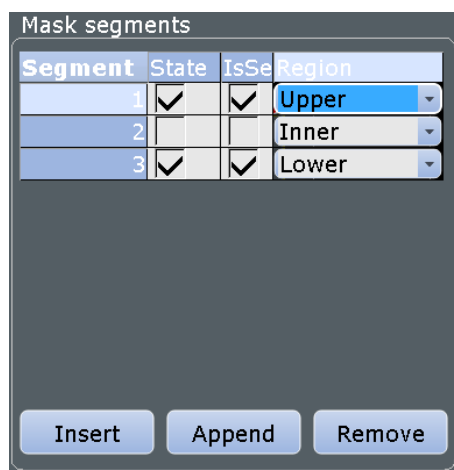 Mask segments
Segment State IsSe Region
1 Upper
2 Inner
3 Lower
Insert Append Remove